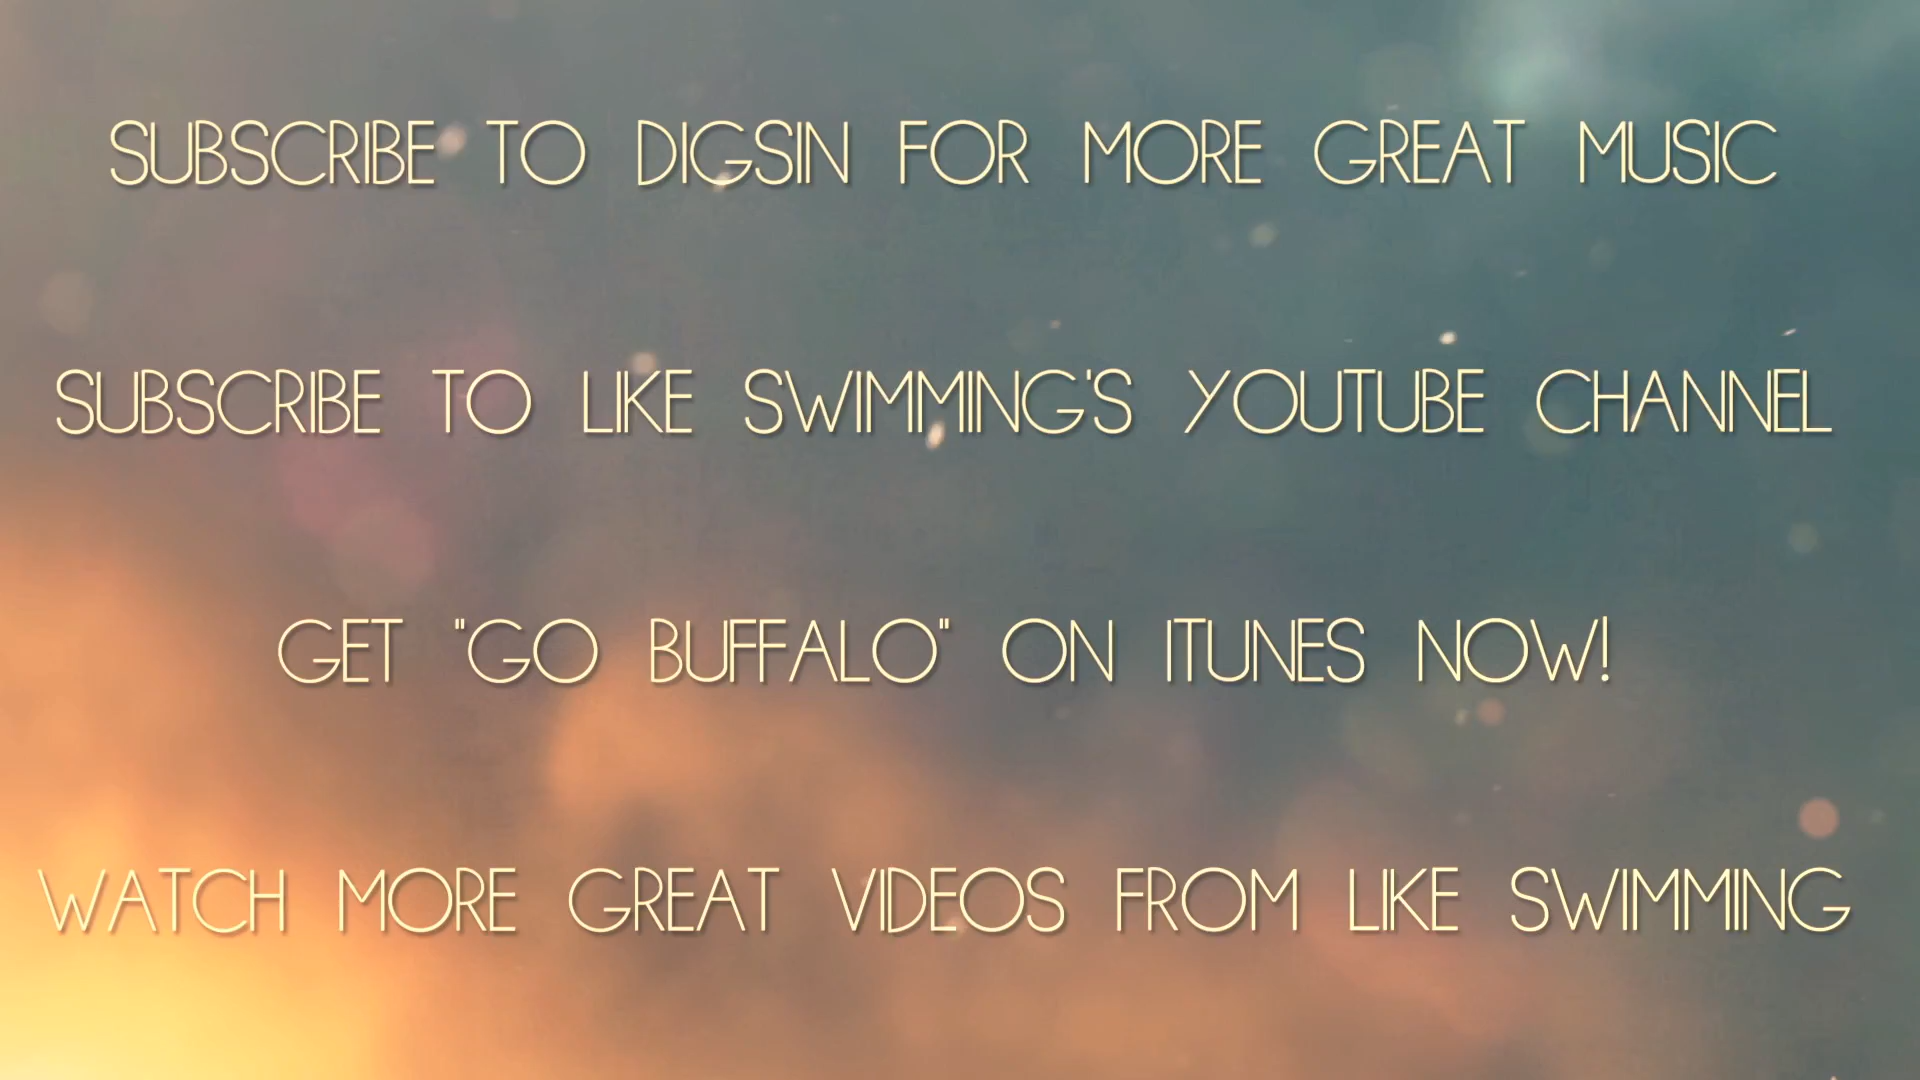 SUBSCRIBE TO DIGSIN FOR MORE GREAT MUSIC
SUBSCRIBE TO LIKE SWIMMING'S YOUTUBE CHANNEL
GET "GO BUFFALO" ON ITUNES NOW!
WATCH MORE GREAT VIDEOS FROM LIKE SWIMMING